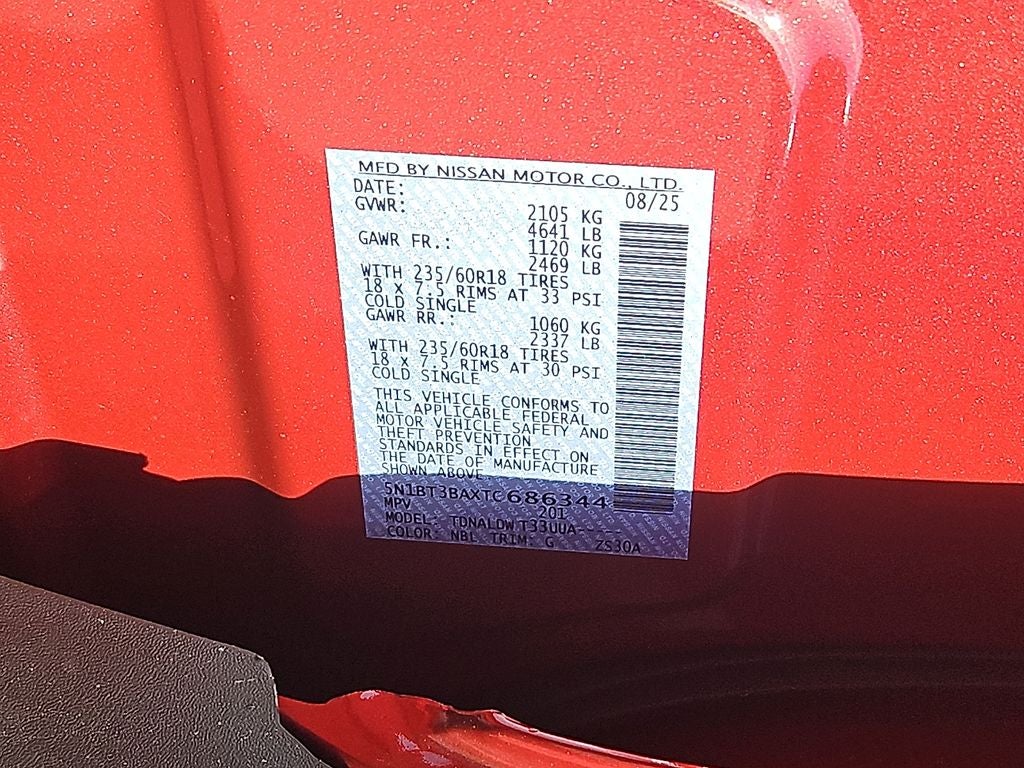 MFD BY NISSAN MOTOR CO., LTD.
DATE: 08/25
GVWR: 2105 KG
4641 LB
GAWR FR.: 1120 KG
2469 LB
WITH 235/60R18 TIRES
18 x 7.5 RIMS AT 33 PSI
COLD SINGLE
GAWR RR.: 1060 KG
2337 LB
WITH 235/60R18 TIRES
18 x 7.5 RIMS AT 30 PSI
COLD SINGLE
THIS VEHICLE CONFORMS TO
ALL APPLICABLE FEDERAL
MOTOR VEHICLE SAFETY AND
THEFT PREVENTION
STANDARDS IN EFFECT ON
THE DATE OF MANUFACTURE
SHOWN ABOVE
5N1BT3BAXTC686344
MPV 201
MODEL: TDNALDW T33UUA---
COLOR: NBL TRIM: G ZS30A